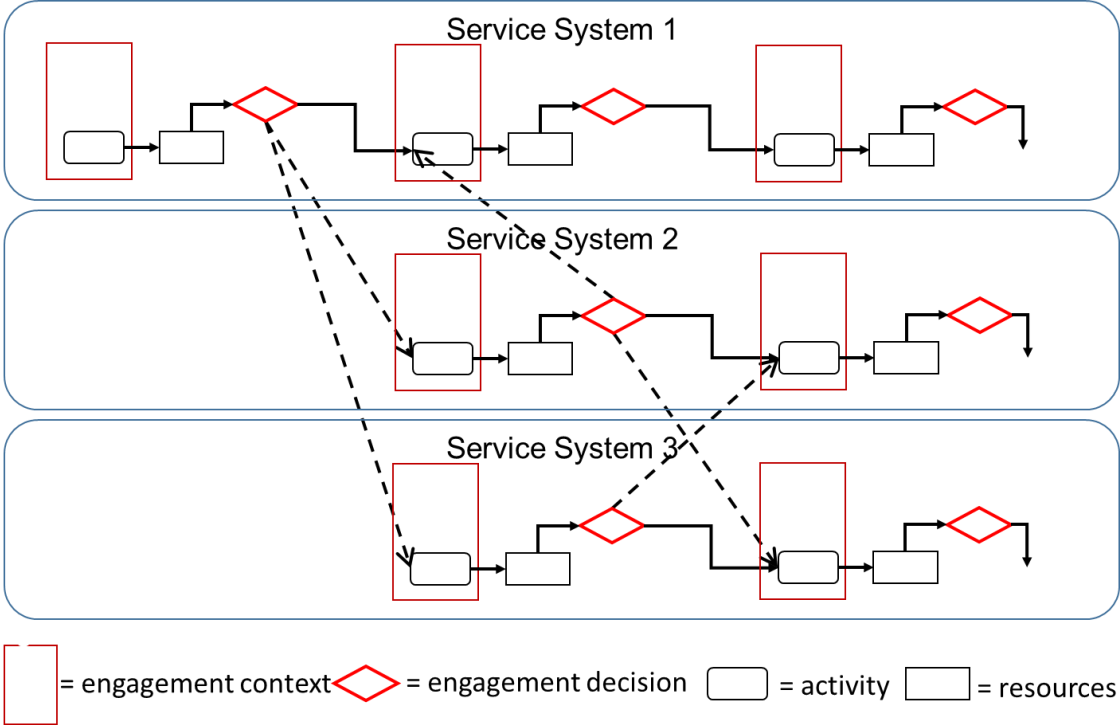 Service System 1
Service System 2
Service System 3
= engagement context
= engagement decision
= activity
= resources